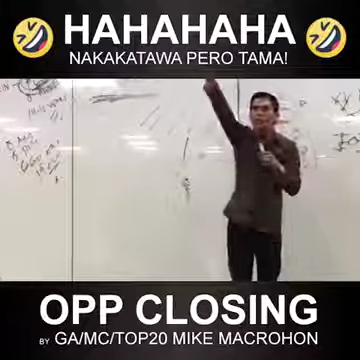 HAHAHAHA
NAKAKATAWA PERO TAMA!
OPP CLOSING
BY GA/MC/TOP20 MIKE MACROHON